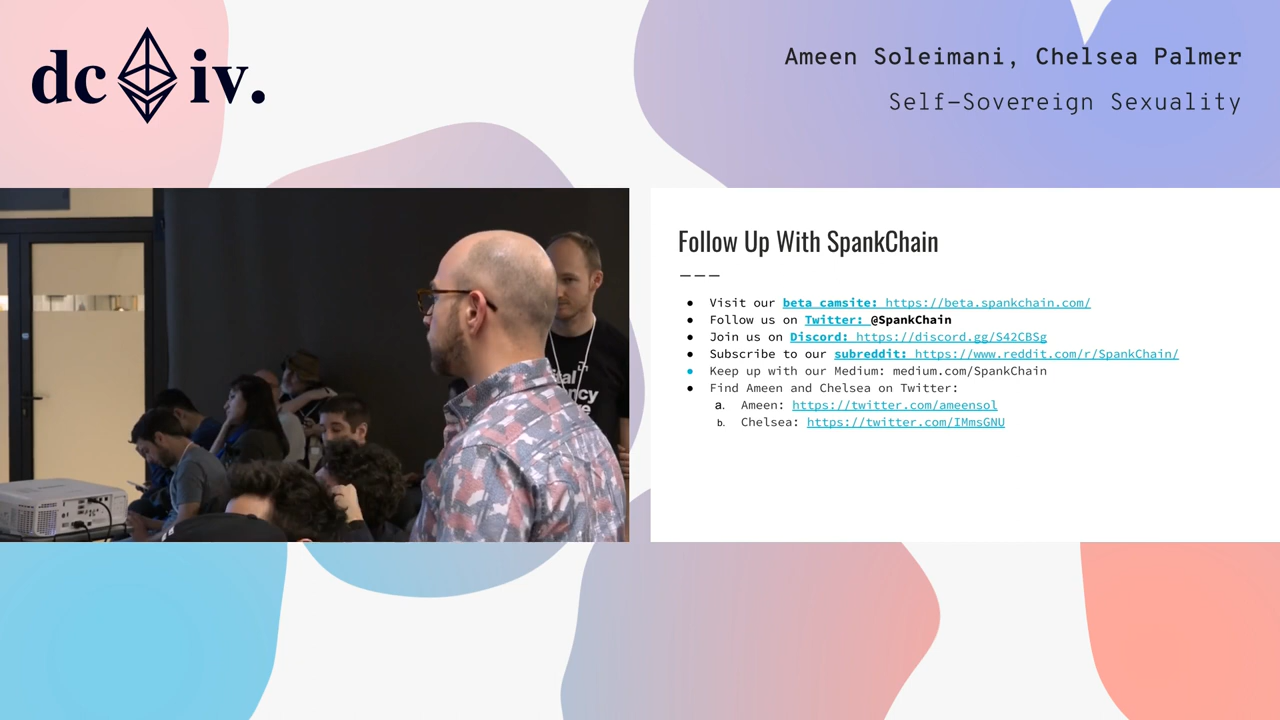 dc iv.
Ameen Soleimani, Chelsea Palmer
Self-Sovereign Sexuality
Follow Up With SpankChain
● Visit our beta camsite: https://beta.spankchain.com/
● Follow us on Twitter: @SpankChain
● Join us on Discord: https://discord.gg/S42CBSg
● Subscribe to our subreddit: https://www.reddit.com/r/SpankChain/
● Keep up with our Medium: medium.com/SpankChain
● Find Ameen and Chelsea on Twitter:
a. Ameen: https://twitter.com/ameensol
b. Chelsea: https://twitter.com/IMmsGNU